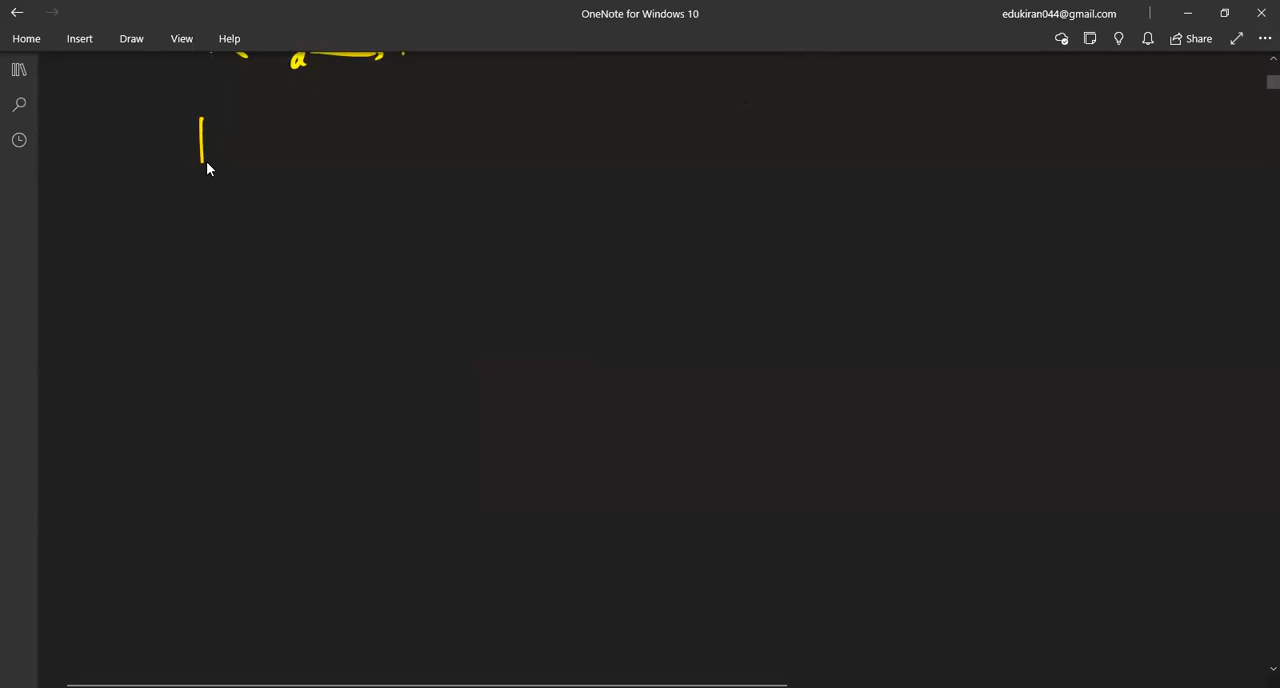 OneNote for Windows 10
edukiran044@gmail.com
Home Insert Draw View Help
Share
a